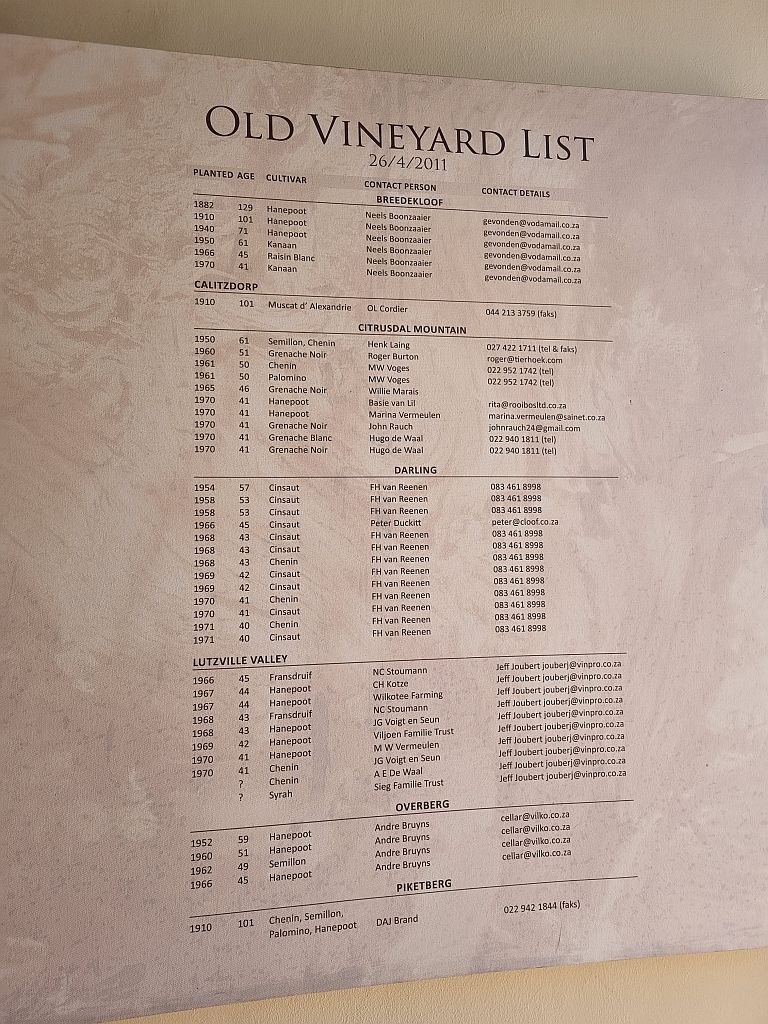 OLD VINEYARD LIST
26/4/2011
PLANTED AGE CULTIVAR CONTACT PERSON CONTACT DETAILS
BREEDEKLOOF
1882 129 Hanepoot Neels Boonzaaier gevonden@vodamail.co.za
1910 101 Hanepoot Neels Boonzaaier gevonden@vodamail.co.za
1940 71 Hanepoot Neels Boonzaaier gevonden@vodamail.co.za
1950 61 Kanaan Neels Boonzaaier gevonden@vodamail.co.za
1966 45 Raisin Blanc Neels Boonzaaier gevonden@vodamail.co.za
1970 41 Kanaan Neels Boonzaaier gevonden@vodamail.co.za
CALITZDORP
1910 101 Muscat d' Alexandrie OL Cordier 044 213 3759 (faks)
CITRUSDAL MOUNTAIN
1950 61 Semillon, Chenin Henk Laing 027 422 1711 (tel & faks)
1960 51 Grenache Noir Roger Burton roger@tierhoek.com
1961 50 Chenin MW Voges 022 952 1742 (tel)
1961 50 Palomino MW Voges 022 952 1742 (tel)
1965 46 Grenache Noir Willie Marais
1970 41 Hanepoot Basie van Lil rita@rooibosltd.co.za
1970 41 Hanepoot Marina Vermeulen marina.vermeulen@sainet.co.za
1970 41 Grenache Noir John Rauch johnrauch24@gmail.com
1970 41 Grenache Blanc Hugo de Waal 022 940 1811 (tel)
1970 41 Grenache Noir Hugo de Waal 022 940 1811 (tel)
DARLING
1954 57 Cinsaut FH van Reenen 083 461 8998
1958 53 Cinsaut FH van Reenen 083 461 8998
1958 53 Cinsaut FH van Reenen 083 461 8998
1966 45 Cinsaut Peter Duckitt peter@cloof.co.za
1968 43 Cinsaut FH van Reenen 083 461 8998
1968 43 Cinsaut FH van Reenen 083 461 8998
1968 43 Chenin FH van Reenen 083 461 8998
1969 42 Cinsaut FH van Reenen 083 461 8998
1969 42 Cinsaut FH van Reenen 083 461 8998
1970 41 Chenin FH van Reenen 083 461 8998
1970 41 Cinsaut FH van Reenen 083 461 8998
1971 40 Chenin FH van Reenen 083 461 8998
1971 40 Cinsaut FH van Reenen 083 461 8998
LUTZVILLE VALLEY
1966 45 Fransdruif NC Stoumann Jeff Joubert jouberj@vinpro.co.za
1967 44 Hanepoot CH Kotze Jeff Joubert jouberj@vinpro.co.za
1967 44 Hanepoot Wilkotee Farming Jeff Joubert jouberj@vinpro.co.za
1968 43 Fransdruif NC Stoumann Jeff Joubert jouberj@vinpro.co.za
1968 43 Hanepoot JG Voigt en Seun Jeff Joubert jouberj@vinpro.co.za
1969 42 Hanepoot Viljoen Familie Trust Jeff Joubert jouberj@vinpro.co.za
1970 41 Hanepoot M W Vermeulen Jeff Joubert jouberj@vinpro.co.za
1970 41 Chenin JG Voigt en Seun Jeff Joubert jouberj@vinpro.co.za
? Chenin A E De Waal Jeff Joubert jouberj@vinpro.co.za
? Syrah Sieg Familie Trust Jeff Joubert jouberj@vinpro.co.za
OVERBERG
1952 59 Hanepoot Andre Bruyns cellar@vilko.co.za
1960 51 Hanepoot Andre Bruyns cellar@vilko.co.za
1962 49 Semillon Andre Bruyns cellar@vilko.co.za
1966 45 Hanepoot Andre Bruyns cellar@vilko.co.za
PIKETBERG
1910 101 Chenin, Semillon, DAJ Brand 022 942 1844 (faks)
Palomino, Hanepoot